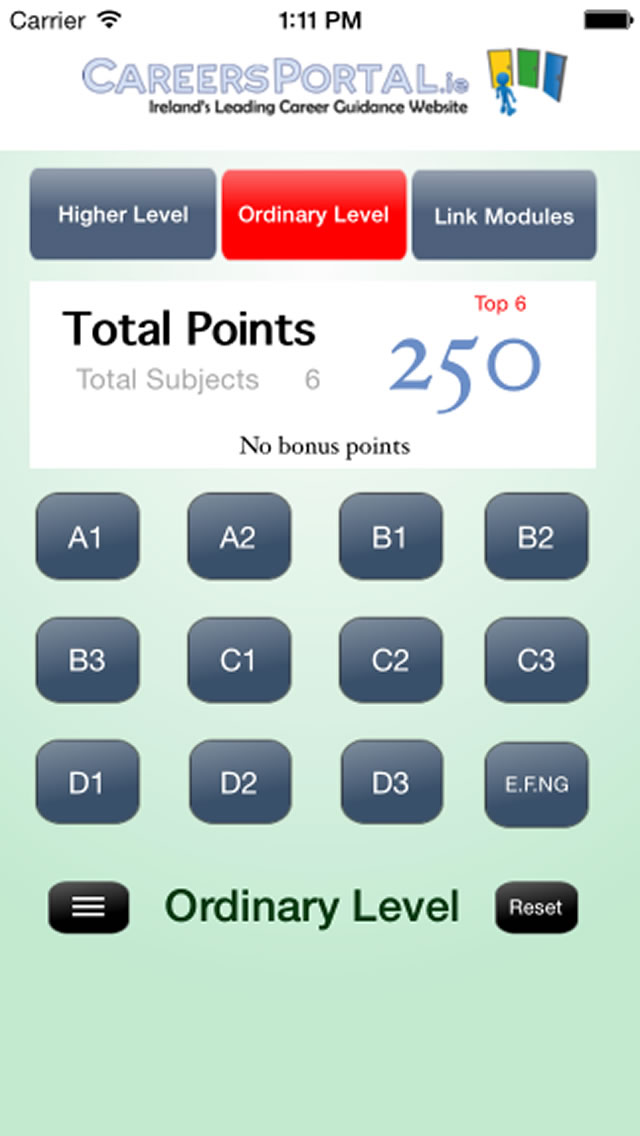 Carrier 1:11 PM
CAREERSPORTAL.ie
Ireland's Leading Career Guidance Website
Higher Level Ordinary Level Link Modules
Top 6
Total Points 250
Total Subjects 6
No bonus points
A1 A2 B1 B2
B3 C1 C2 C3
D1 D2 D3 E.F.NG
Ordinary Level Reset